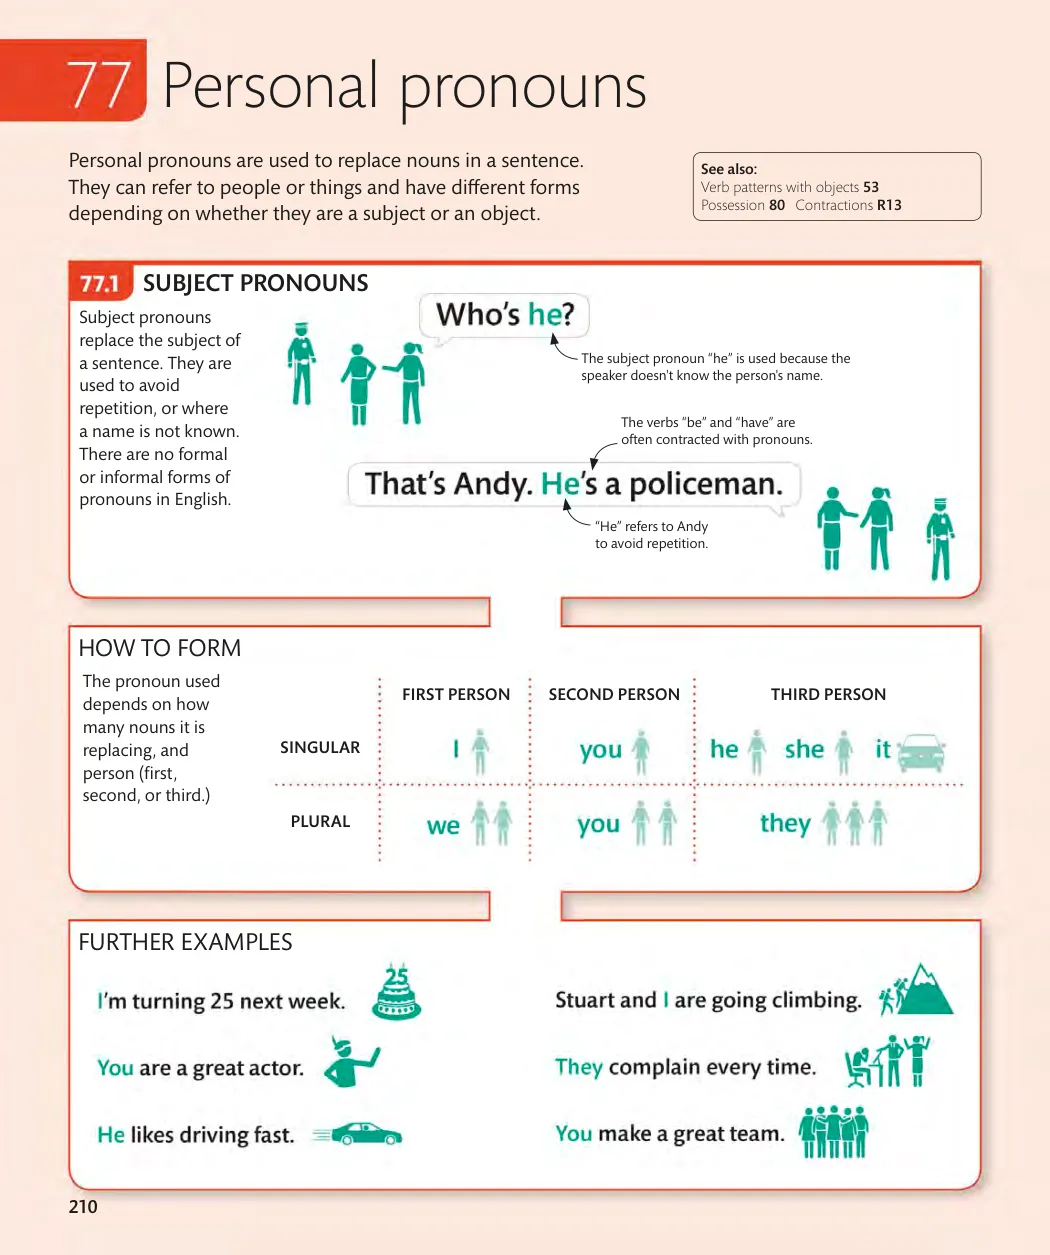 77 Personal pronouns
Personal pronouns are used to replace nouns in a sentence.
They can refer to people or things and have different forms
depending on whether they are a subject or an object.
See also:
Verb patterns with objects 53
Possession 80 Contractions R13
77.1 SUBJECT PRONOUNS
Subject pronouns
replace the subject of
a sentence. They are
used to avoid
repetition, or where
a name is not known.
There are no formal
or informal forms of
pronouns in English.
Who's he?
The subject pronoun “he” is used because the
speaker doesn't know the person's name.
The verbs “be” and “have” are
often contracted with pronouns.
That's Andy. He's a policeman.
“He” refers to Andy
to avoid repetition.
HOW TO FORM
The pronoun used
depends on how
many nouns it is
replacing, and
person (first,
second, or third.)
FIRST PERSON SECOND PERSON THIRD PERSON
SINGULAR I you he she it
PLURAL we you they
FURTHER EXAMPLES
I'm turning 25 next week.
25
Stuart and I are going climbing.
You are a great actor.
They complain every time.
He likes driving fast.
You make a great team.
210